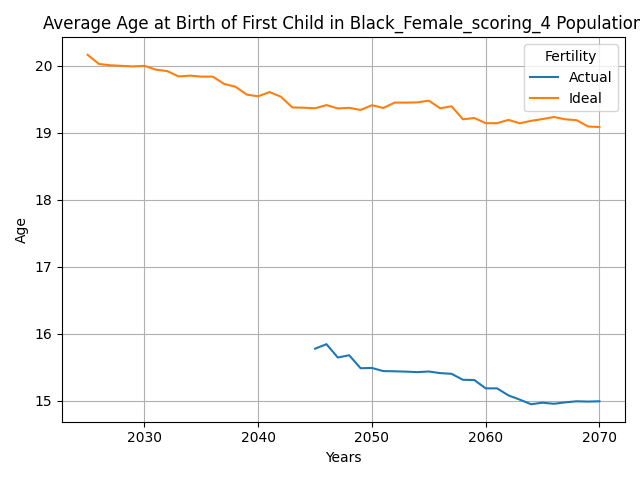 Average Age at Birth of First Child in Black_Female_scoring_4 Population
Fertility
Actual
Ideal
Age
20
19
18
17
16
15
2030
2040
2050
2060
2070
Years